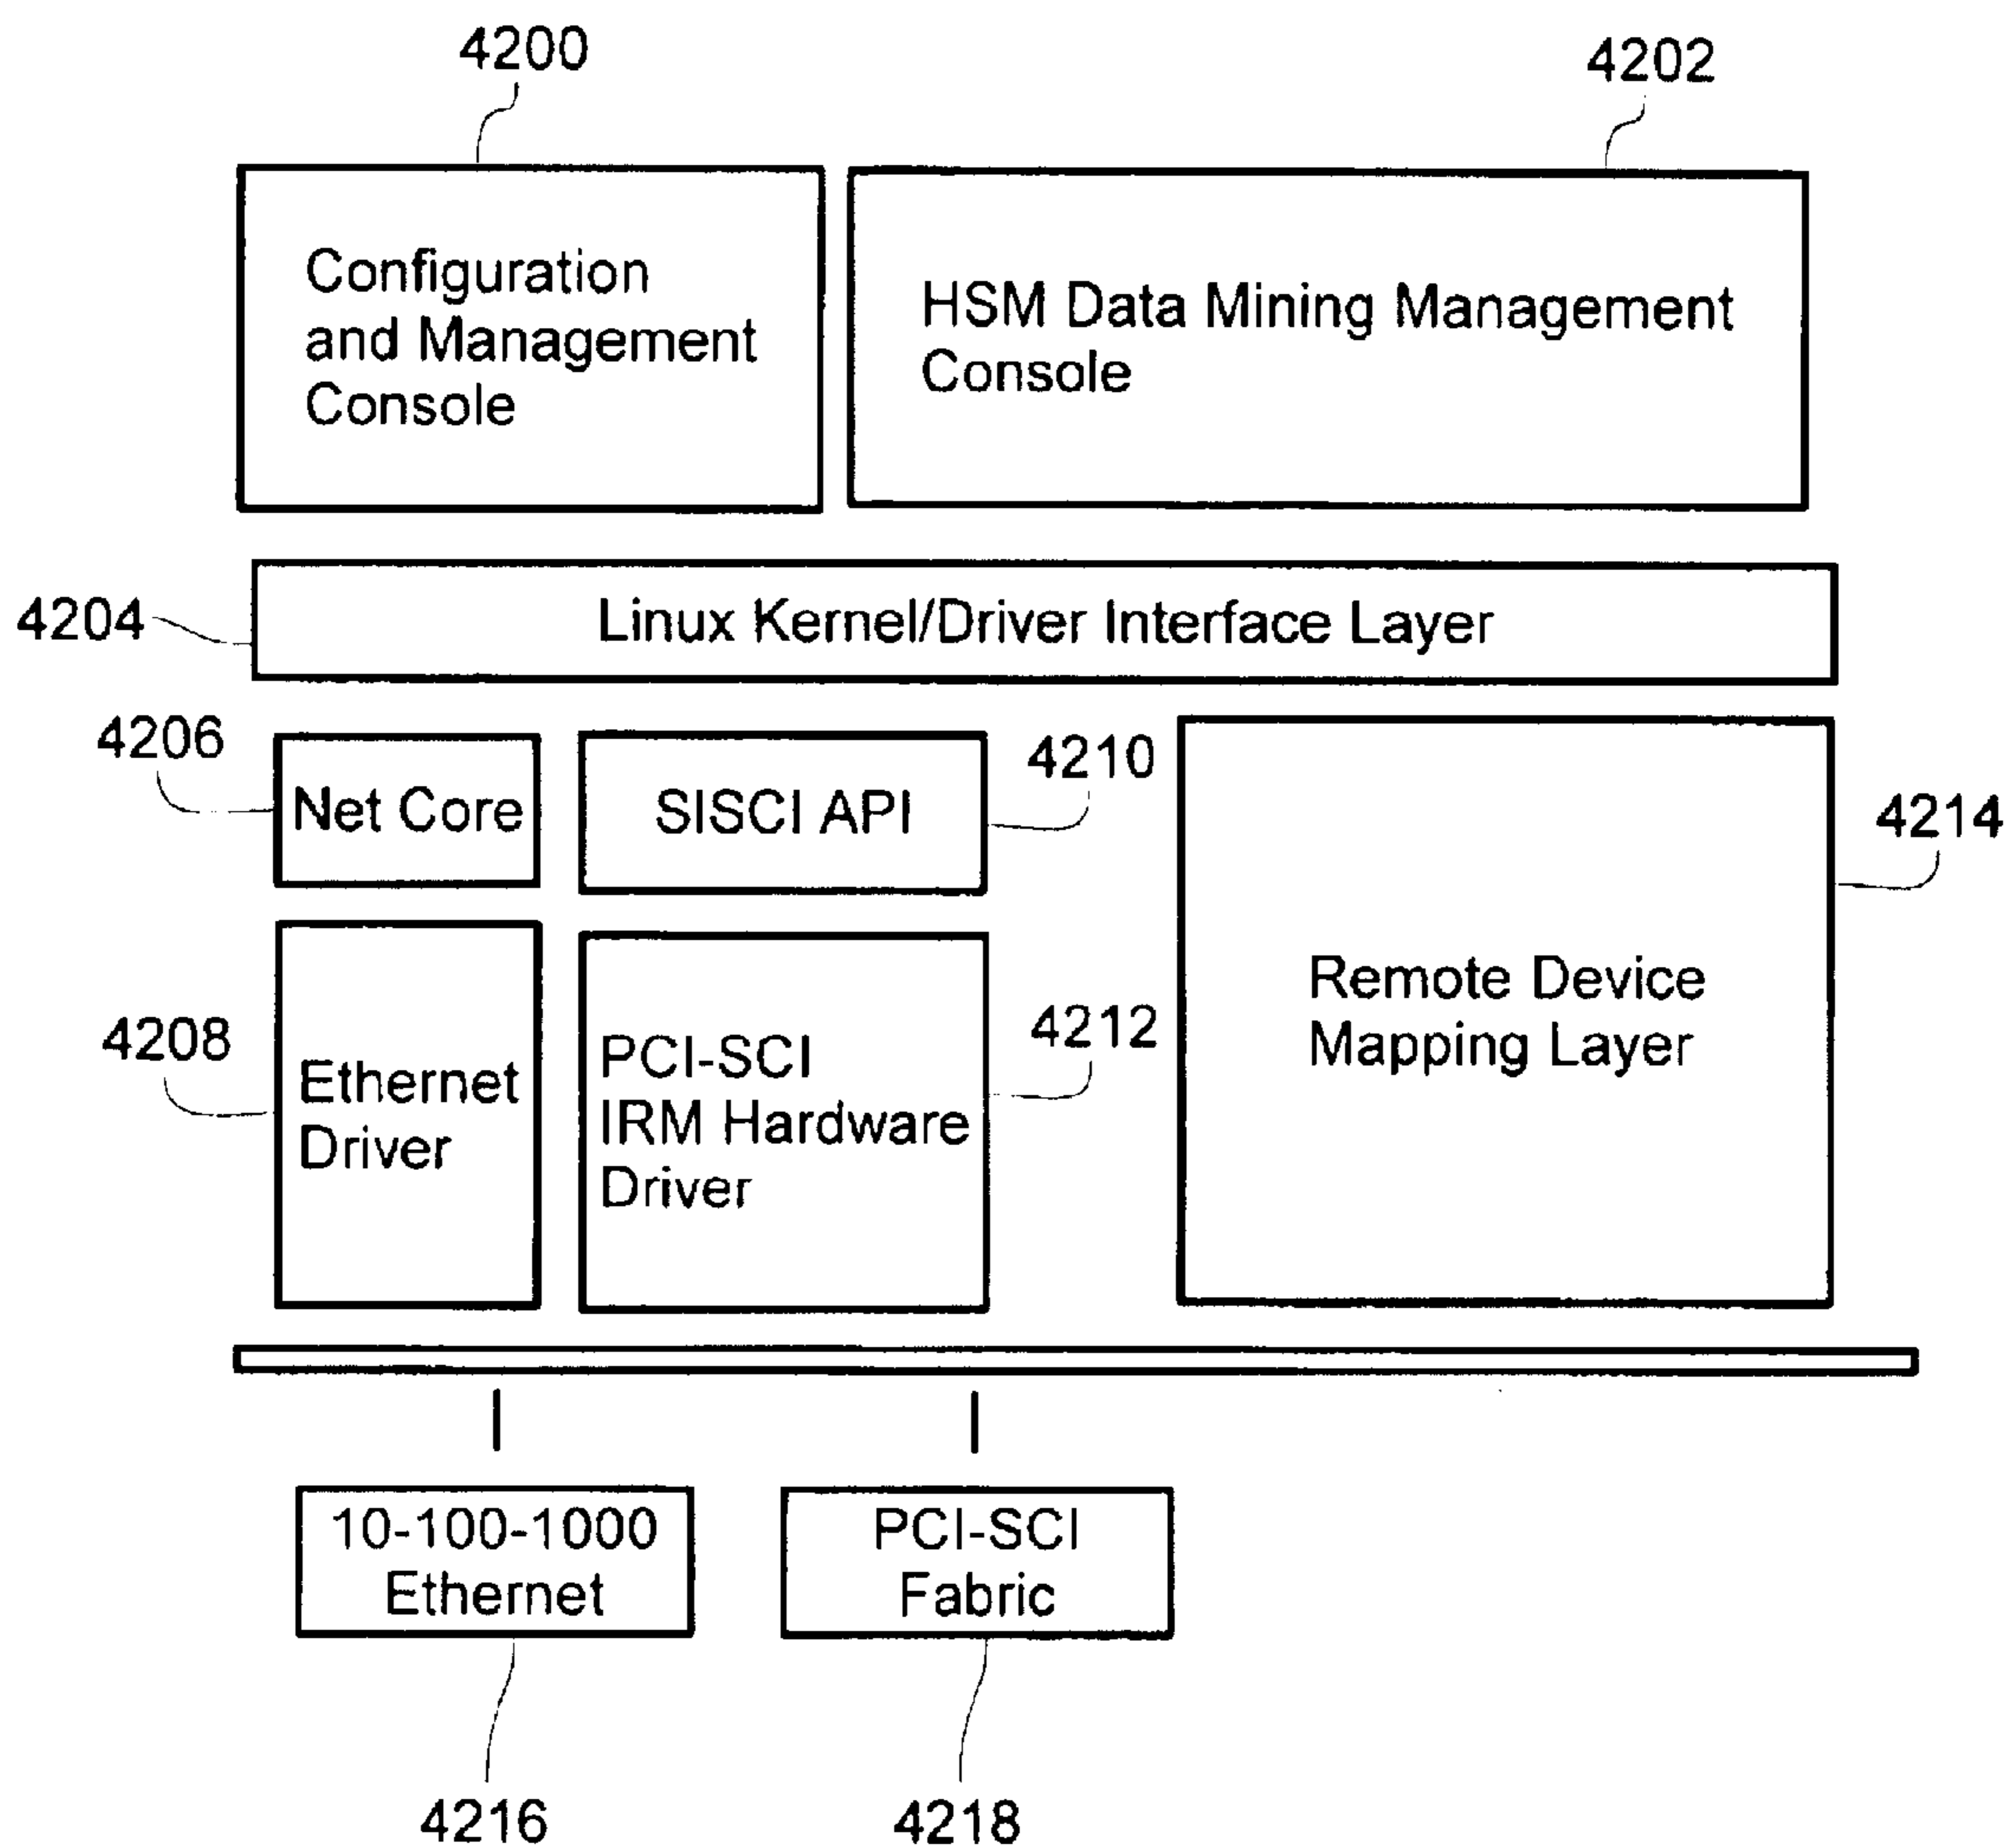 4200
4202
Configuration
and Management
Console
HSM Data Mining Management
Console
4204
Linux Kernel/Driver Interface Layer
4206
Net Core
SISCI API
4210
4214
4208
Ethernet
Driver
PCI-SCI
IRM Hardware
Driver
4212
Remote Device
Mapping Layer
10-100-1000
Ethernet
PCI-SCI
Fabric
4216
4218